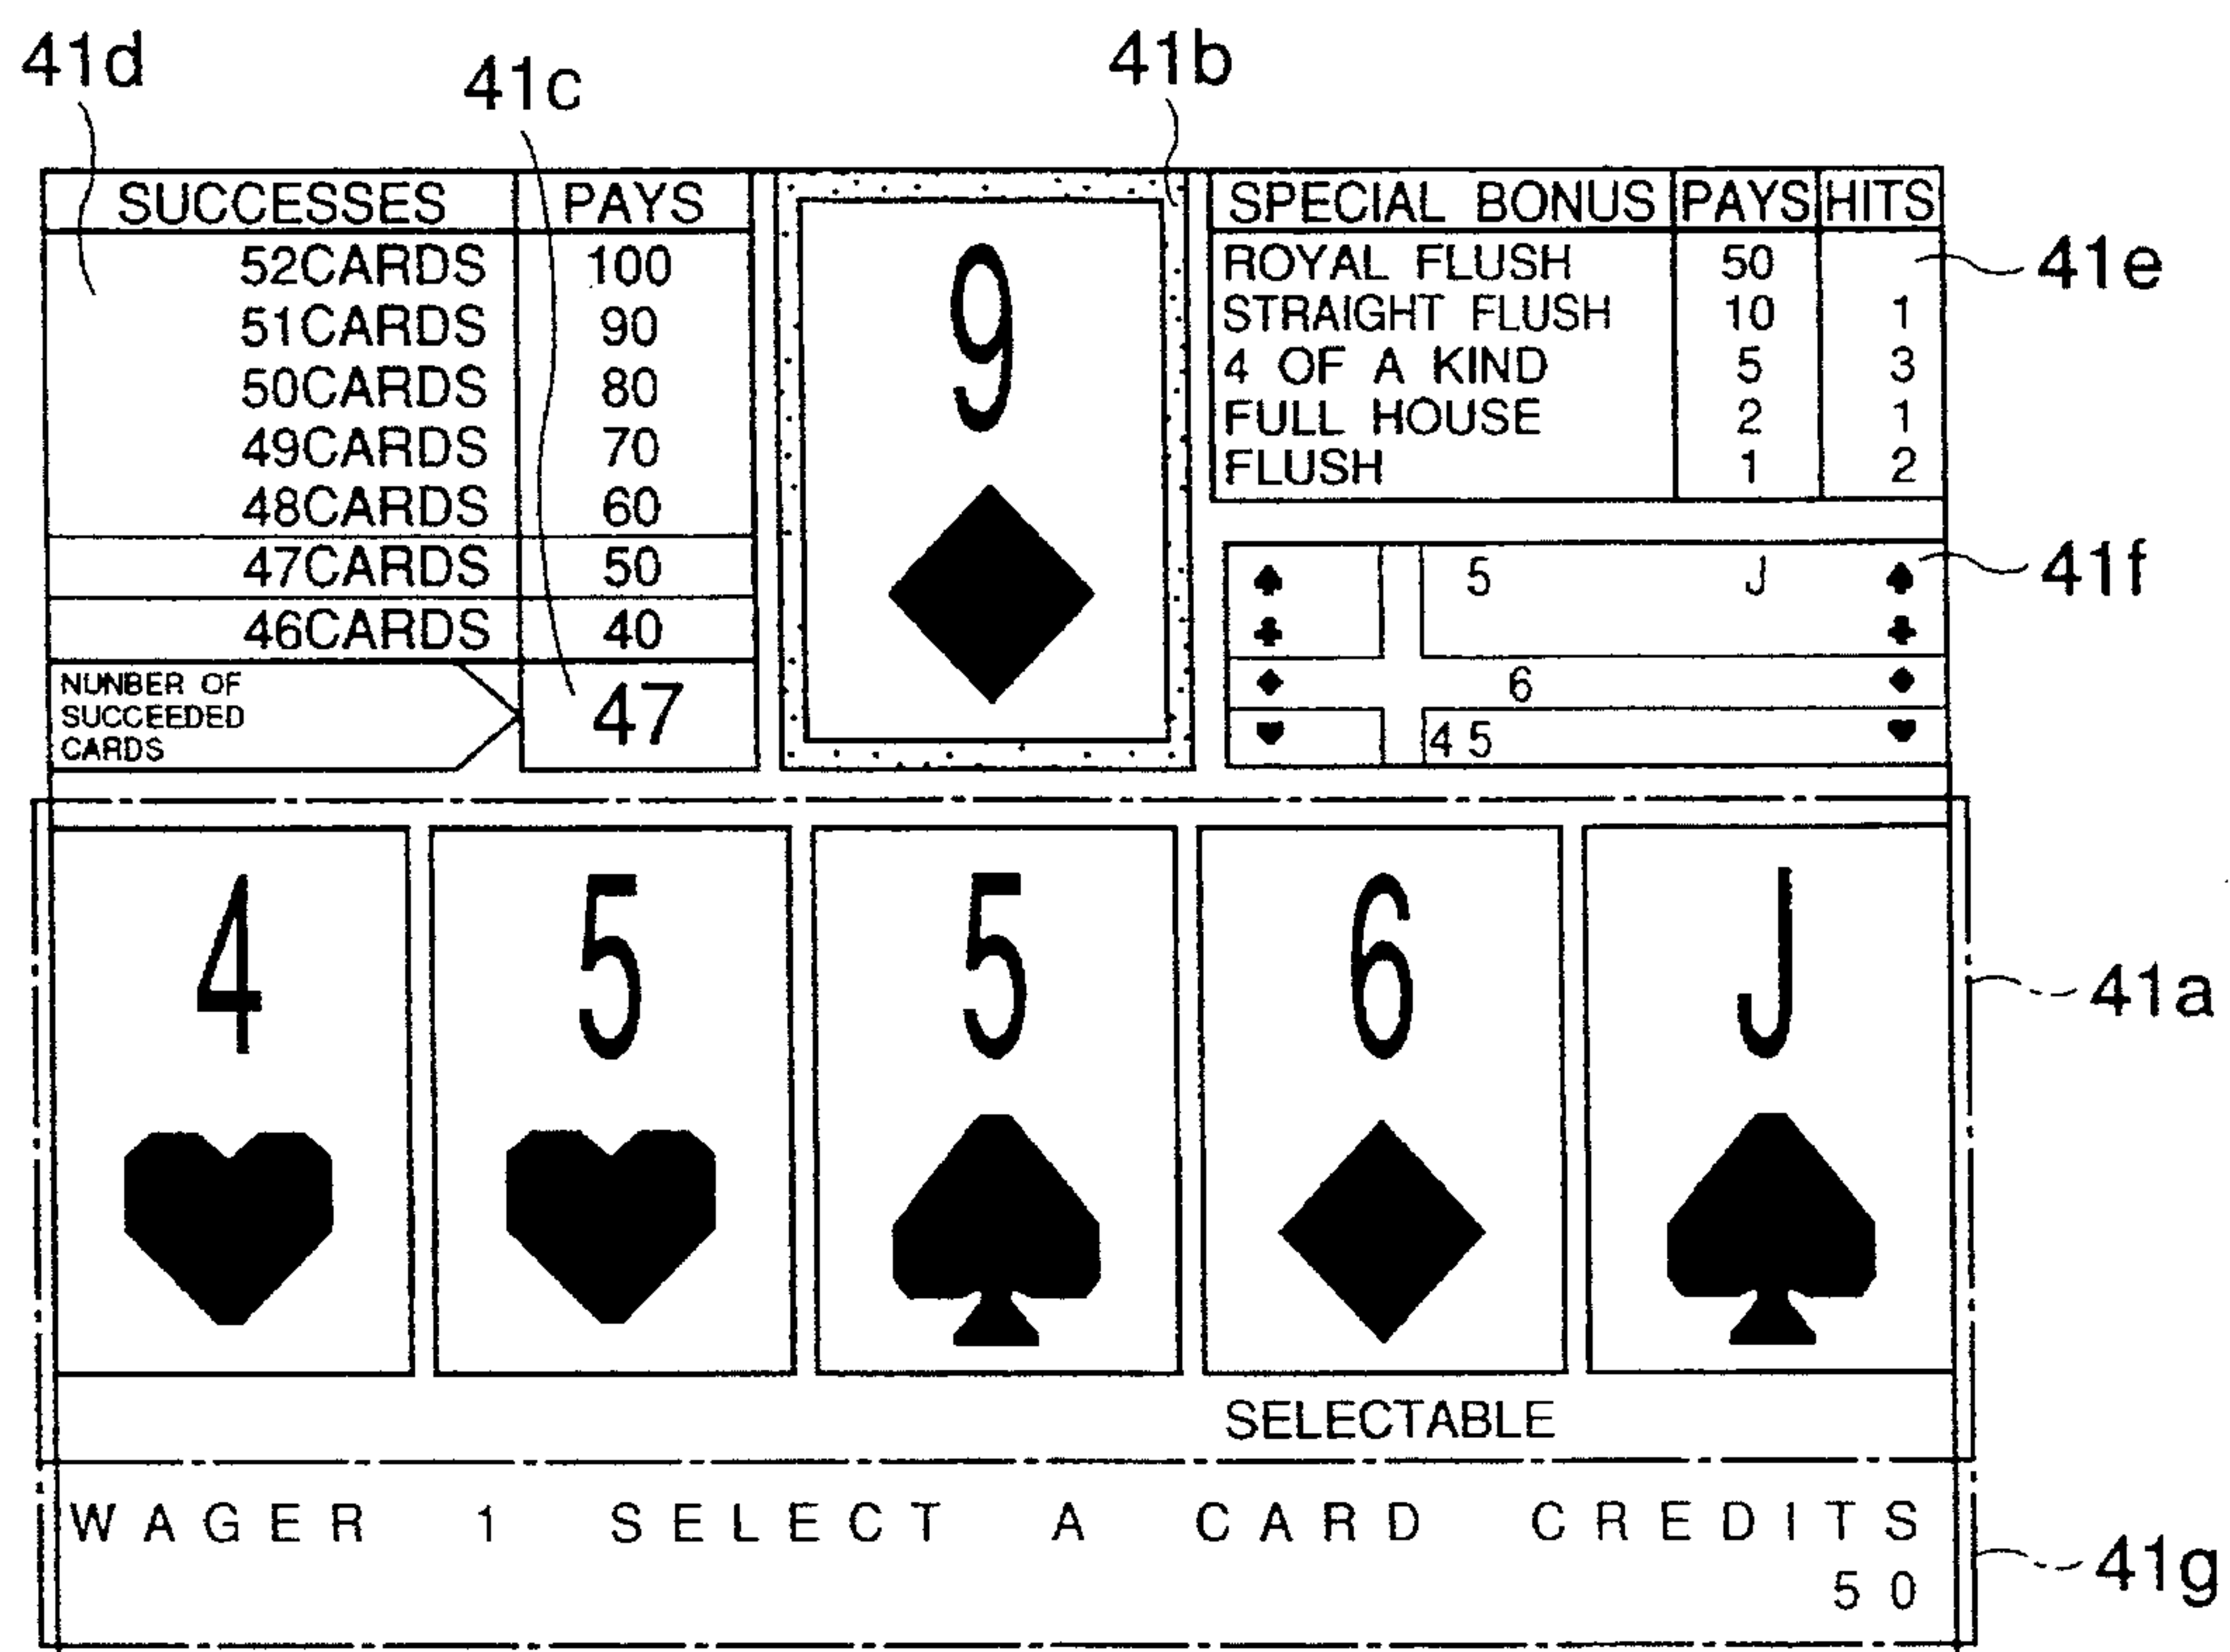 41d
41c
41b
SUCCESSES PAYS
52CARDS 100
51CARDS 90
50CARDS 80
49CARDS 70
48CARDS 60
47CARDS 50
46CARDS 40
NUNBER OF
SUCCEEDED
CARDS
47
9
SPECIAL BONUS PAYS HITS
ROYAL FLUSH 50
STRAIGHT FLUSH 10 1
4 OF A KIND 5 3
FULL HOUSE 2 1
FLUSH 1 2
41e
♠ 5 J ♠
♣ ♣
♦ 6 ♦
♥ 4 5 ♥
41f
4 5 5 6 J
41a
SELECTABLE
WAGER 1 SELECT A CARD CREDITS
50
41g